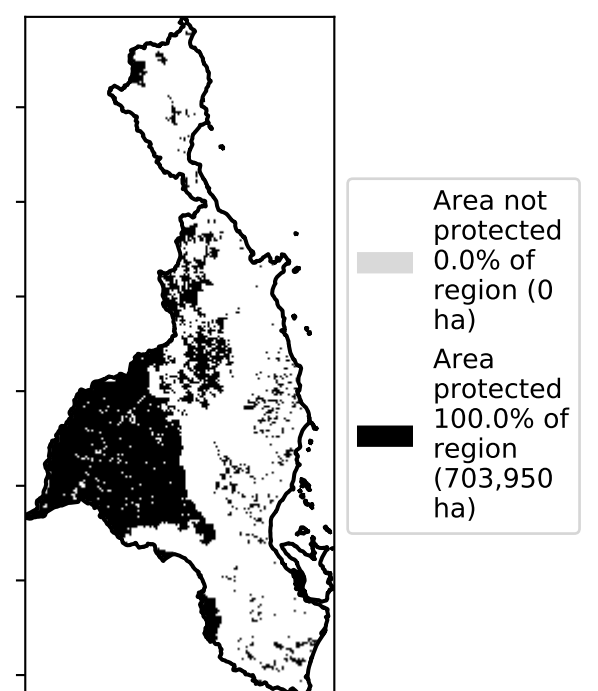 Area not
protected
0.0% of
region (0
ha)
Area
protected
100.0% of
region
(703,950
ha)